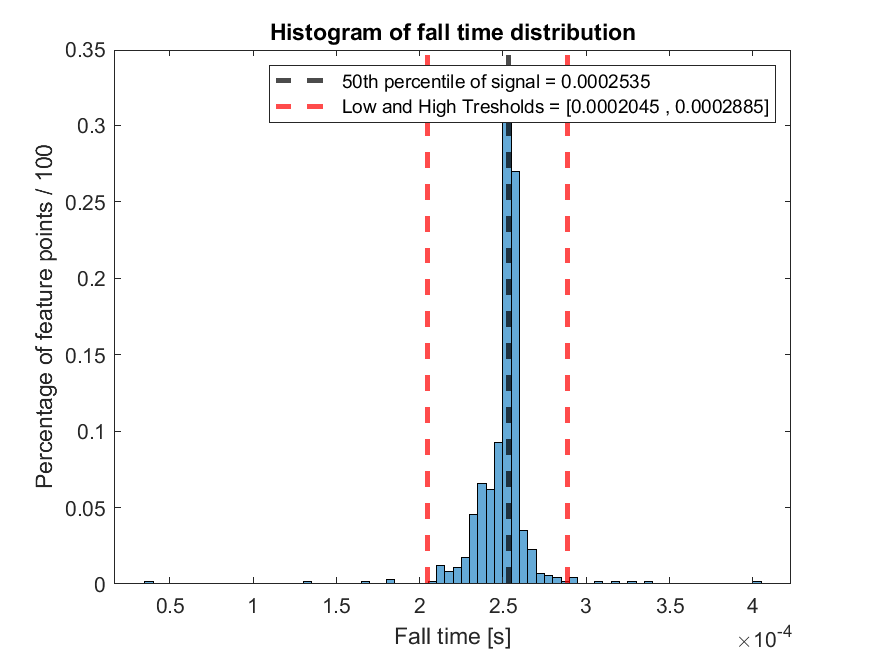 Histogram of fall time distribution
50th percentile of signal = 0.0002535
Low and High Tresholds = [0.0002045 , 0.0002885]
Percentage of feature points / 100
0.35
0.3
0.25
0.2
0.15
0.1
0.05
0
0.5 1 1.5 2 2.5 3 3.5 4
Fall time [s]
×10⁻⁴